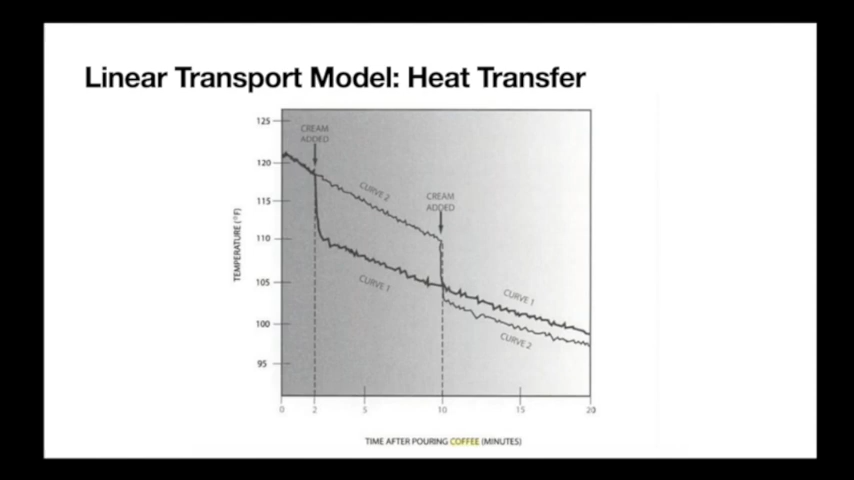 Linear Transport Model: Heat Transfer
125
CREAM
ADDED
120
CURVE 2
CREAM
ADDED
115
TEMPERATURE (°F)
110
105
CURVE 1
CURVE 1
100
CURVE 2
95
0
2
5
10
15
20
TIME AFTER POURING COFFEE (MINUTES)